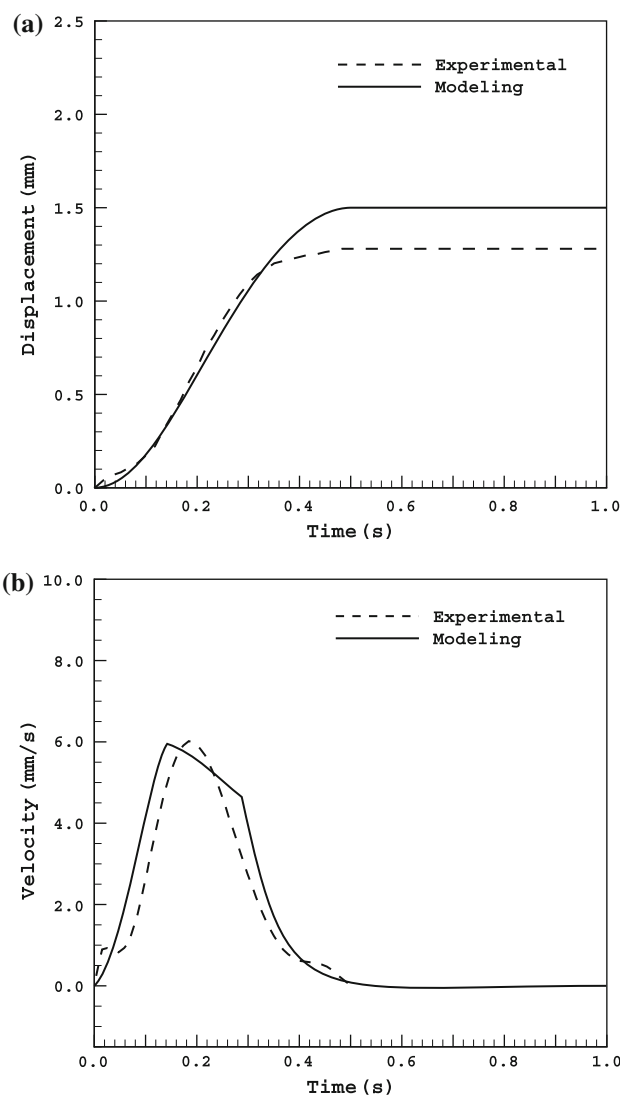 (a)
2.5
2.0
1.5
1.0
0.5
0.0
Displacement (mm)
Experimental
Modeling
0.0 0.2 0.4 0.6 0.8 1.0
Time (s)
(b)
10.0
8.0
6.0
4.0
2.0
0.0
Velocity (mm/s)
Experimental
Modeling
0.0 0.2 0.4 0.6 0.8 1.0
Time (s)